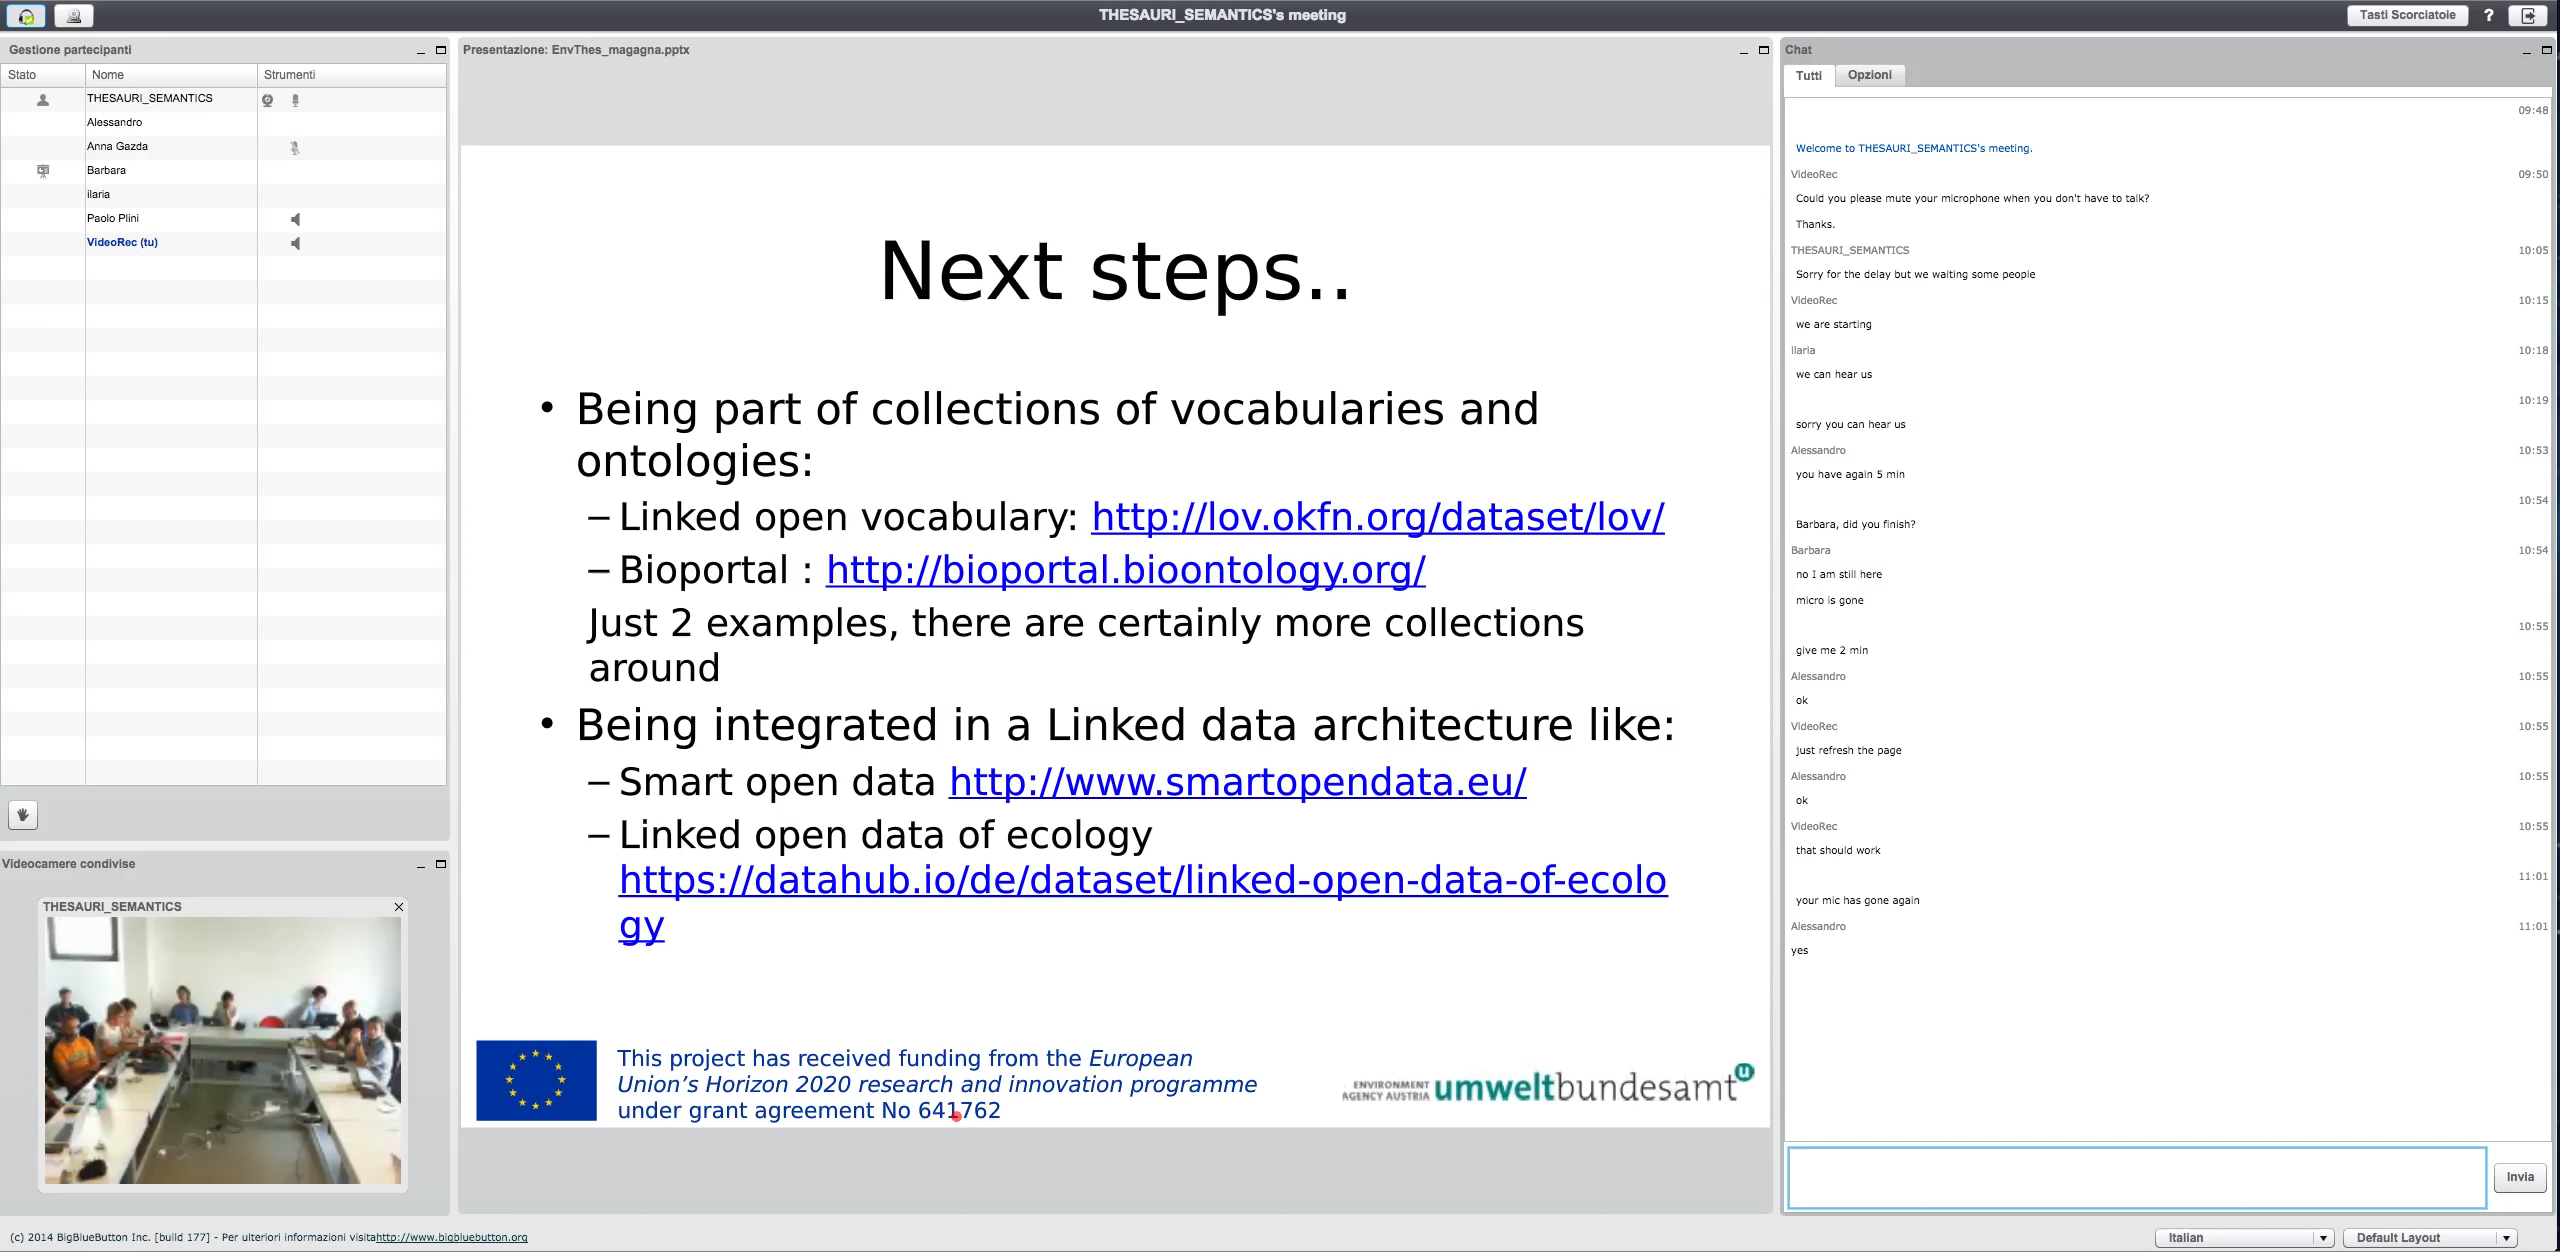 THESAURI_SEMANTICS's meeting
Tasti Scorciatoie
?
Gestione partecipanti
Stato
Nome
Strumenti
THESAURI_SEMANTICS
Alessandro
Anna Gazda
Barbara
ilaria
Paolo Plini
VideoRec (tu)
Videocamere condivise
THESAURI_SEMANTICS
Presentazione: EnvThes_magagna.pptx
Next steps..
• Being part of collections of vocabularies and
ontologies:
– Linked open vocabulary: http://lov.okfn.org/dataset/lov/
– Bioportal : http://bioportal.bioontology.org/
Just 2 examples, there are certainly more collections
around
• Being integrated in a Linked data architecture like:
– Smart open data http://www.smartopendata.eu/
– Linked open data of ecology
https://datahub.io/de/dataset/linked-open-data-of-ecolo
gy
This project has received funding from the European
Union’s Horizon 2020 research and innovation programme
under grant agreement No 641762
ENVIRONMENT
AGENCY AUSTRIA umweltbundesamt u
Chat
Tutti
Opzioni
09:48
Welcome to THESAURI_SEMANTICS's meeting.
VideoRec 09:50
Could you please mute your microphone when you don't have to talk?
Thanks.
THESAURI_SEMANTICS 10:05
Sorry for the delay but we waiting some people
VideoRec 10:15
we are starting
ilaria 10:18
we can hear us
10:19
sorry you can hear us
Alessandro 10:53
you have again 5 min
10:54
Barbara, did you finish?
Barbara 10:54
no I am still here
micro is gone
10:55
give me 2 min
Alessandro 10:55
ok
VideoRec 10:55
just refresh the page
Alessandro 10:55
ok
VideoRec 10:55
that should work
11:01
your mic has gone again
Alessandro 11:01
yes
Invia
(c) 2014 BigBlueButton Inc. [build 177] - Per ulteriori informazioni visitahttp://www.bigbluebutton.org
Italian
Default Layout